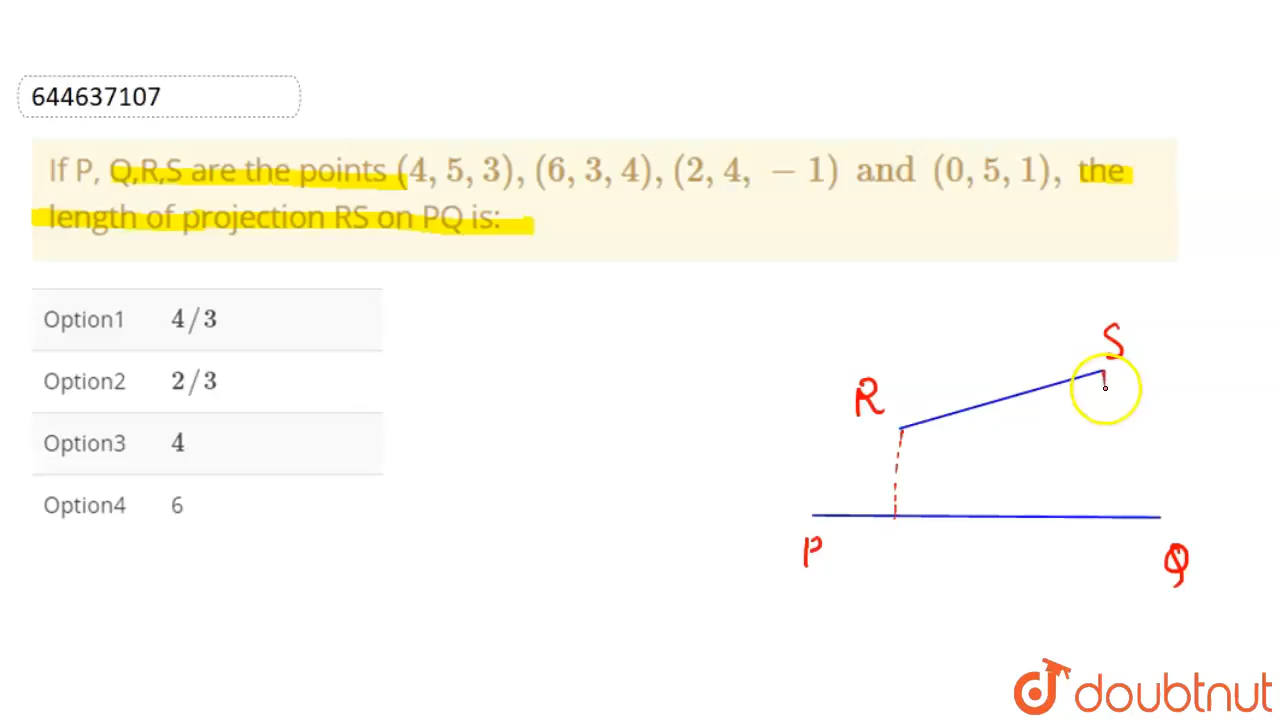 644637107
If P, Q,R,S are the points (4, 5, 3), (6, 3, 4), (2, 4, −1) and (0, 5, 1), the
length of projection RS on PQ is:
Option1 4/3
Option2 2/3
Option3 4
Option4 6
S
R
P
Q
doubtnut